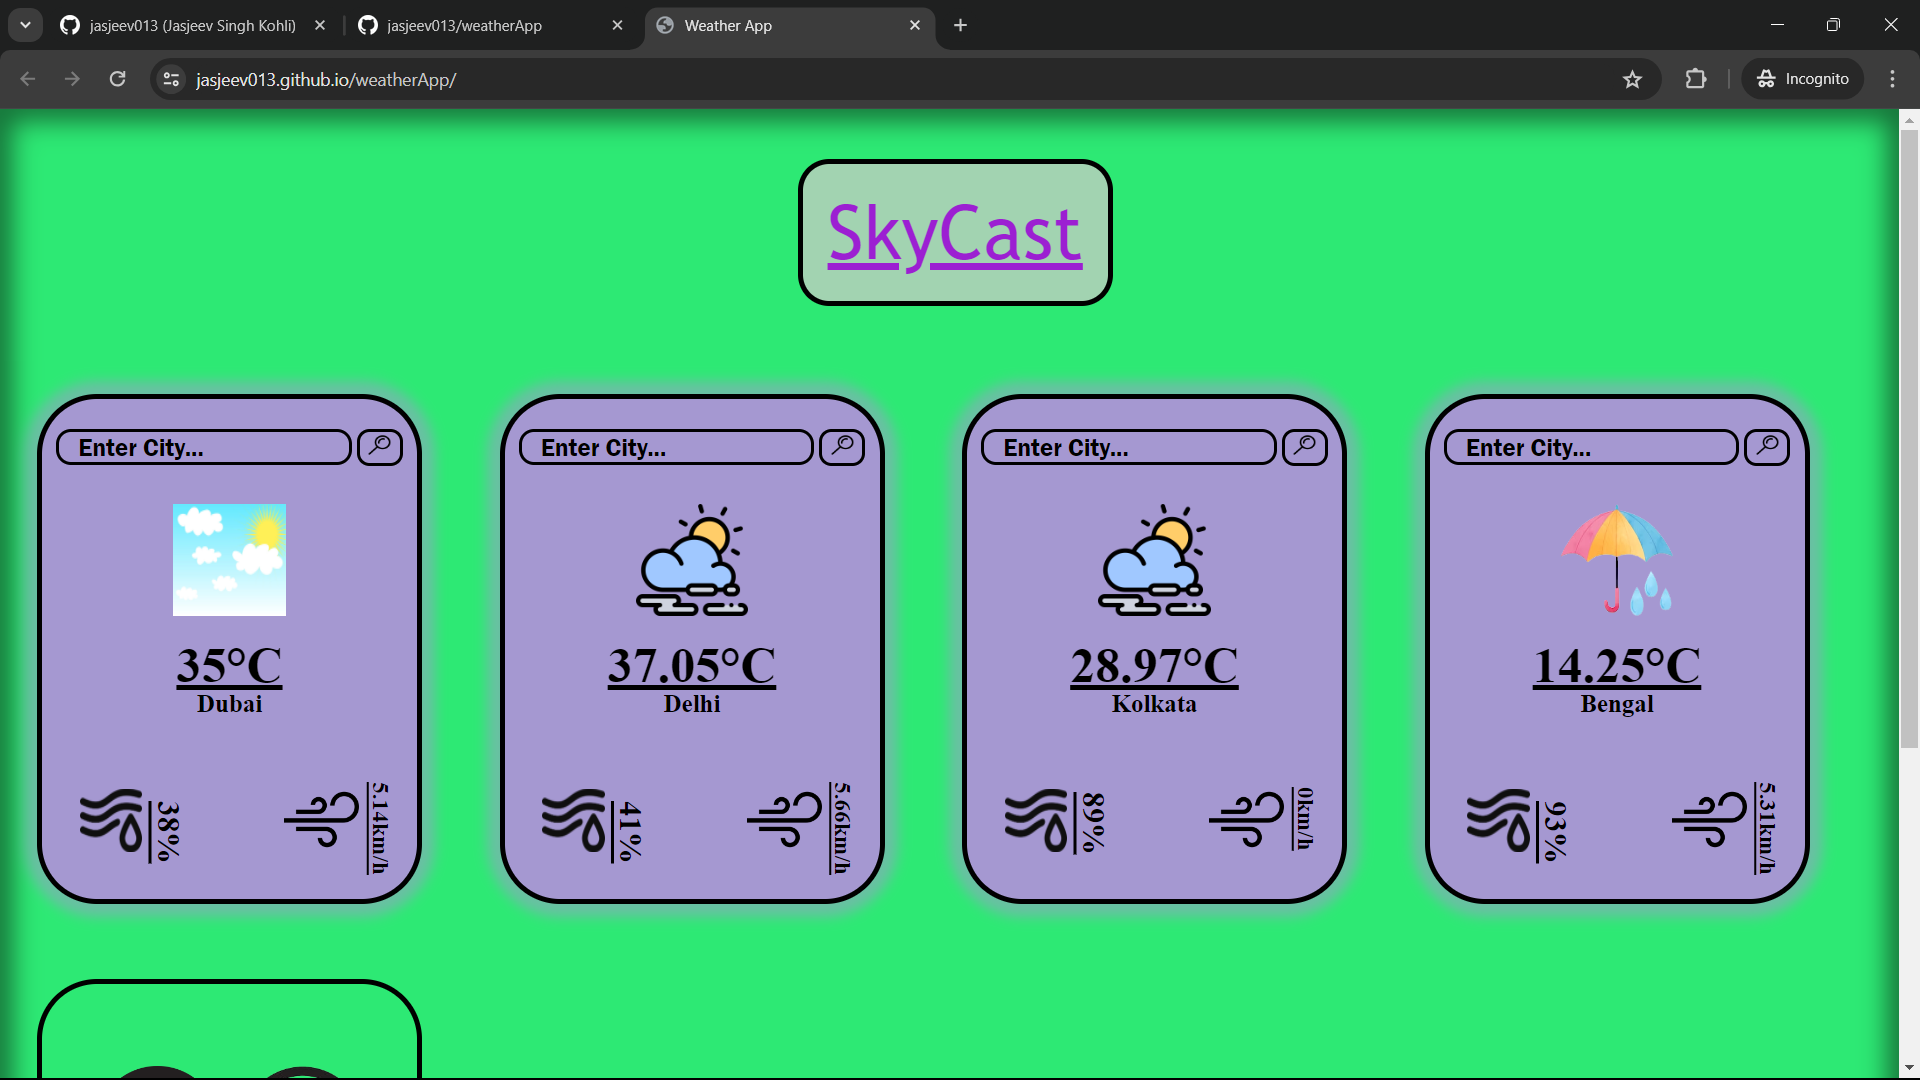 jasjeev013 (Jasjeev Singh Kohli)
jasjeev013/weatherApp
Weather App
jasjeev013.github.io/weatherApp/
Incognito
SkyCast
Enter City...
Enter City...
Enter City...
Enter City...
35°C
Dubai
37.05°C
Delhi
28.97°C
Kolkata
14.25°C
Bengal
38%
5.14km/h
41%
5.66km/h
89%
0km/h
93%
5.31km/h